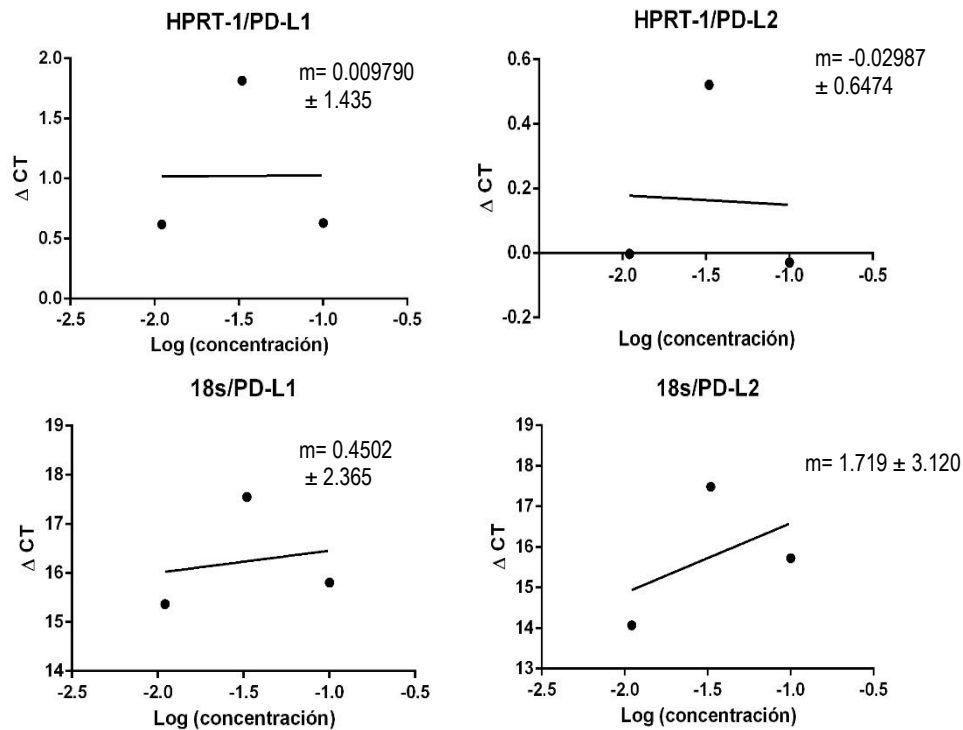 HPRT-1/PD-L1
m= 0.009790
± 1.435
Δ CT
2.0
1.5
1.0
0.5
0.0
-2.5
-2.0
-1.5
-1.0
-0.5
Log (concentración)
HPRT-1/PD-L2
m= -0.02987
± 0.6474
Δ CT
0.6
0.4
0.2
0.0
-0.2
-2.0
-1.5
-1.0
-0.5
Log (concentración)
18s/PD-L1
m= 0.4502
± 2.365
Δ CT
19
18
17
16
15
14
-2.5
-2.0
-1.5
-1.0
-0.5
Log (concentración)
18s/PD-L2
m= 1.719 ± 3.120
Δ CT
19
18
17
16
15
14
13
-2.5
-2.0
-1.5
-1.0
-0.5
Log (concentración)